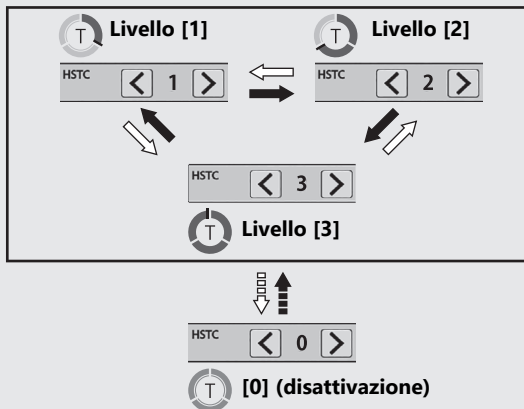 T Livello [1]
T Livello [2]
HSTC < 1 >
HSTC < 2 >
HSTC < 3 >
T Livello [3]
HSTC < 0 >
T [0] (disattivazione)